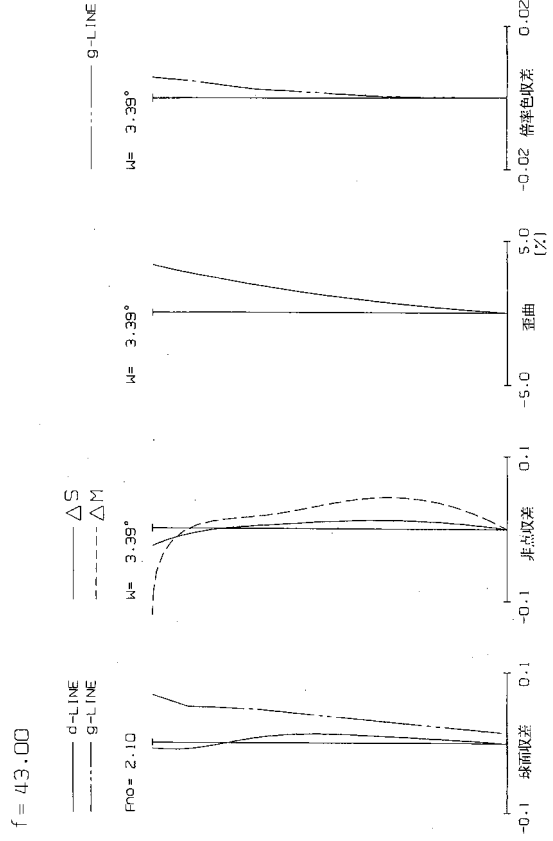 f = 43.00
d-LINE
g-LINE
Fno = 2.10
-0.1
0.1
球面収差
ΔS
ΔM
W= 3.39°
-0.1
0.1
非点収差
W= 3.39°
-5.0
5.0
[%]
歪曲
g-LINE
W= 3.39°
-0.02
0.02
倍率色収差